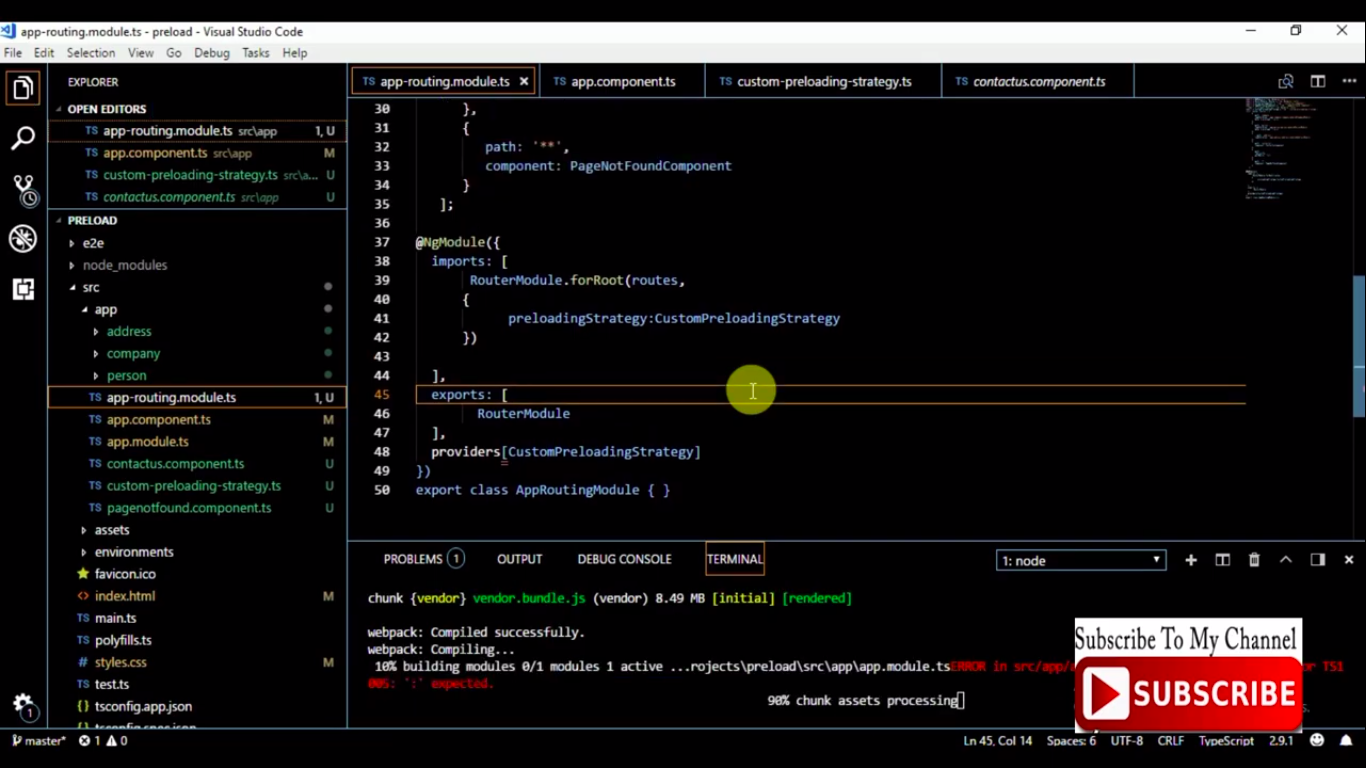 app-routing.module.ts - preload - Visual Studio Code
File Edit Selection View Go Debug Tasks Help
EXPLORER
OPEN EDITORS
TS app-routing.module.ts src\app 1, U
TS app.component.ts src\app M
TS custom-preloading-strategy.ts src\a... U
TS contactus.component.ts src\app U
PRELOAD
e2e
node_modules
src
app
address
company
person
TS app-routing.module.ts 1, U
TS app.component.ts M
TS app.module.ts M
TS contactus.component.ts U
TS custom-preloading-strategy.ts U
TS pagenotfound.component.ts U
assets
environments
favicon.ico
<> index.html M
TS main.ts
TS polyfills.ts
TS styles.css M
TS test.ts
{} tsconfig.app.json
TS app-routing.module.ts TS app.component.ts TS custom-preloading-strategy.ts TS contactus.component.ts
30 },
31 {
32 path: '**',
33 component: PageNotFoundComponent
34 }
35 ];
36
37 @NgModule({
38 imports: [
39 RouterModule.forRoot(routes,
40 {
41 preloadingStrategy:CustomPreloadingStrategy
42 })
43
44 ],
45 exports: [
46 RouterModule
47 ],
48 providers[CustomPreloadingStrategy]
49 })
50 export class AppRoutingModule { }
PROBLEMS 1 OUTPUT DEBUG CONSOLE TERMINAL 1: node
chunk {vendor} vendor.bundle.js (vendor) 8.49 MB [initial] [rendered]
webpack: Compiled successfully.
webpack: Compiling...
10% building modules 0/1 modules 1 active ...rojects\preload\src\app\app.module.tsERROR in src/app/ or TS1
005: ':' expected.
90% chunk assets processing
Subscribe To My Channel
SUBSCRIBE
1
master* 1 0 Ln 45, Col 14 Spaces: 6 UTF-8 CRLF TypeScript 2.9.1